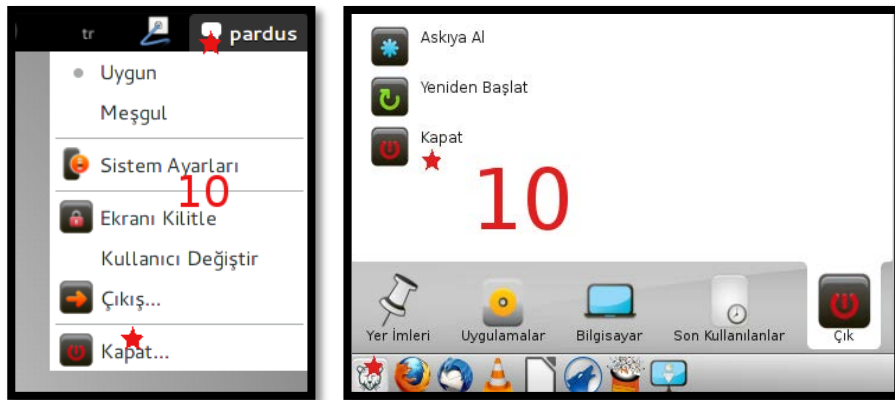 tr
pardus
Uygun
Meşgul
Sistem Ayarları
10
Ekranı Kilitle
Kullanıcı Değiştir
Çıkış...
Kapat...
Askıya Al
Yeniden Başlat
Kapat
10
Yer İmleri
Uygulamalar
Bilgisayar
Son Kullanılanlar
Çık